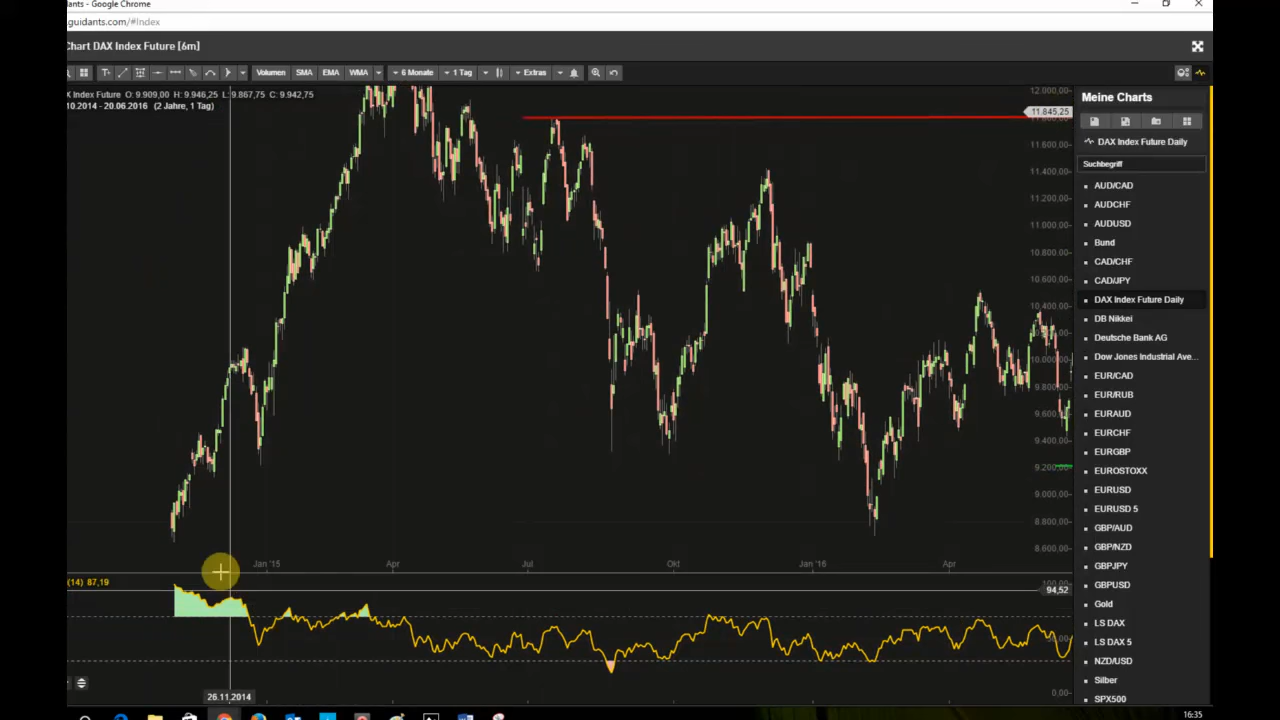 dants - Google Chrome
guidants.com/#Index
Chart DAX Index Future [6m]
Volumen SMA EMA WMA 6 Monate 1 Tag Extras
Index Future O: 9.909,00 H: 9.946,25 L: 9.867,75 C: 9.942,75
10.2014 - 20.06.2016 (2 Jahre, 1 Tag)
12.000,00
11.845,25
11.600,00
11.400,00
11.200,00
11.000,00
10.800,00
10.600,00
10.400,00
10.000,00
9.800,00
9.600,00
9.400,00
9.200,00
9.000,00
8.800,00
8.600,00
Jan '15 Apr Jul Okt Jan '16 Apr
(14) 87,19
94,52
0,00
26.11.2014
Meine Charts
DAX Index Future Daily
Suchbegriff
AUD/CAD
AUDCHF
AUDUSD
Bund
CAD/CHF
CAD/JPY
DAX Index Future Daily
DB Nikkei
Deutsche Bank AG
Dow Jones Industrial Ave...
EUR/CAD
EUR/RUB
EURAUD
EURCHF
EURGBP
EUROSTOXX
EURUSD
EURUSD 5
GBP/AUD
GBP/NZD
GBPJPY
GBPUSD
Gold
LS DAX
LS DAX 5
NZD/USD
Silber
SPX500
16:35